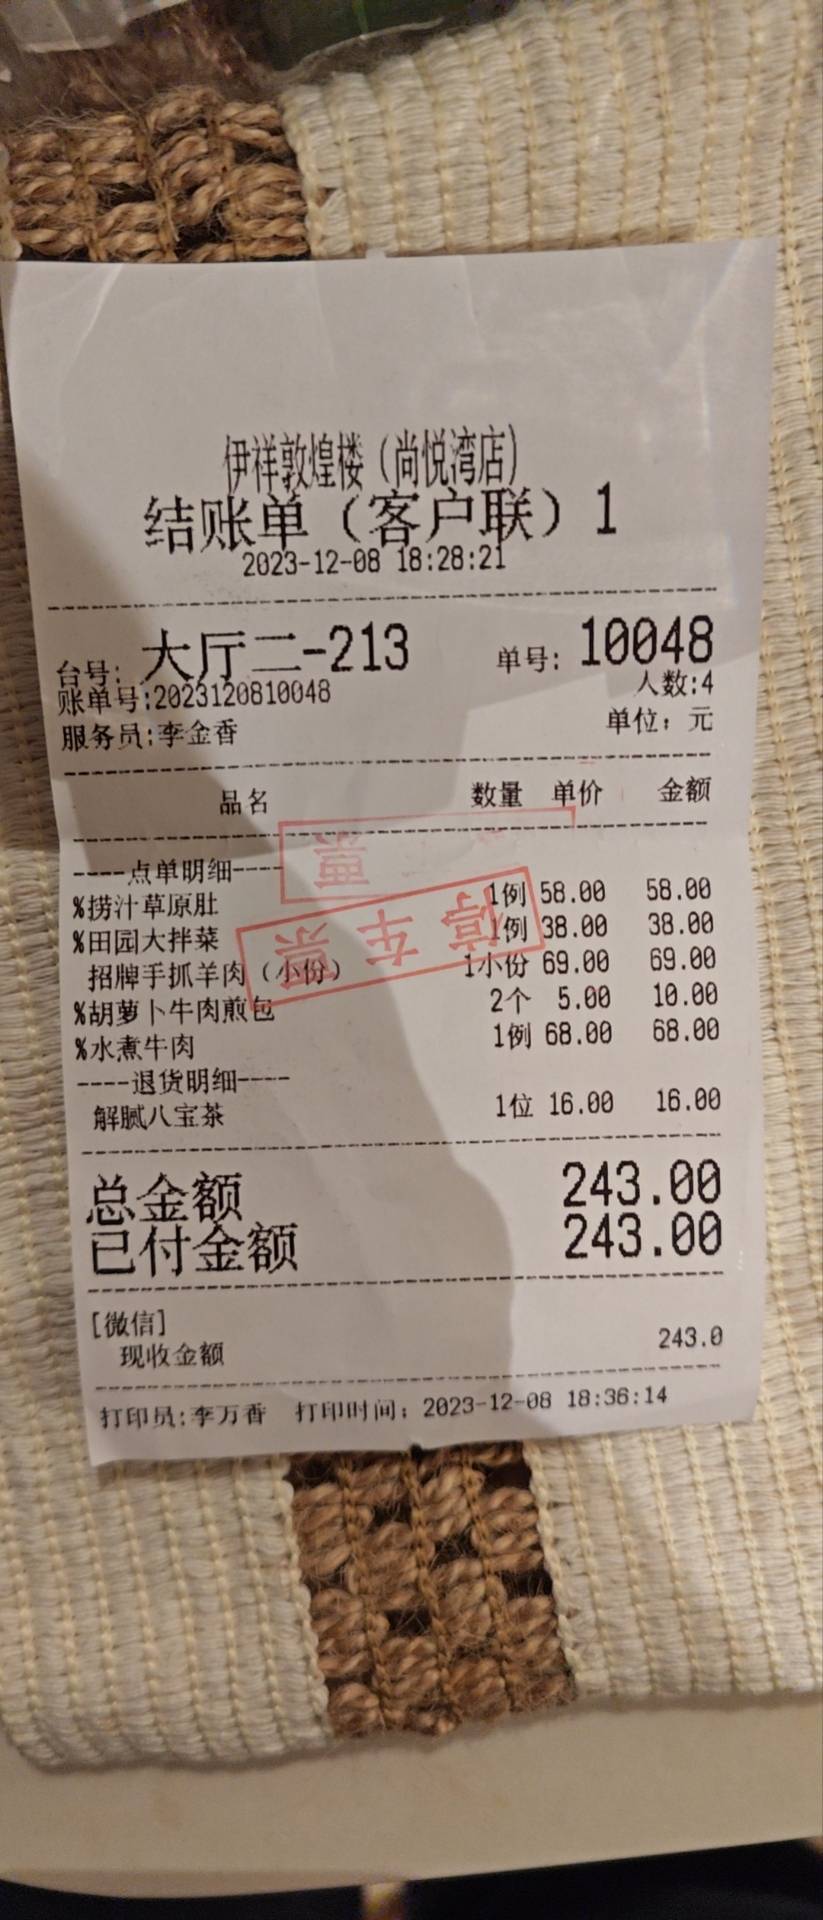 伊祥敦煌楼（尚悦湾店）
结账单（客户联）1
2023-12-08 18:28:21
台号: 大厅二-213 单号: 10048
账单号:2023120810048 人数:4
服务员:李金香 单位：元
品名 数量 单价 金额
----点单明细----
%捞汁草原肚 1例 58.00 58.00
%田园大拌菜 1例 38.00 38.00
招牌手抓羊肉（小份） 1小份 69.00 69.00
%胡萝卜牛肉煎包 2个 5.00 10.00
%水煮牛肉 1例 68.00 68.00
----退货明细----
解腻八宝茶 1位 16.00 16.00
总金额 243.00
已付金额 243.00
[微信]
现收金额 243.0
打印员:李万香 打印时间：2023-12-08 18:36:14
停车票